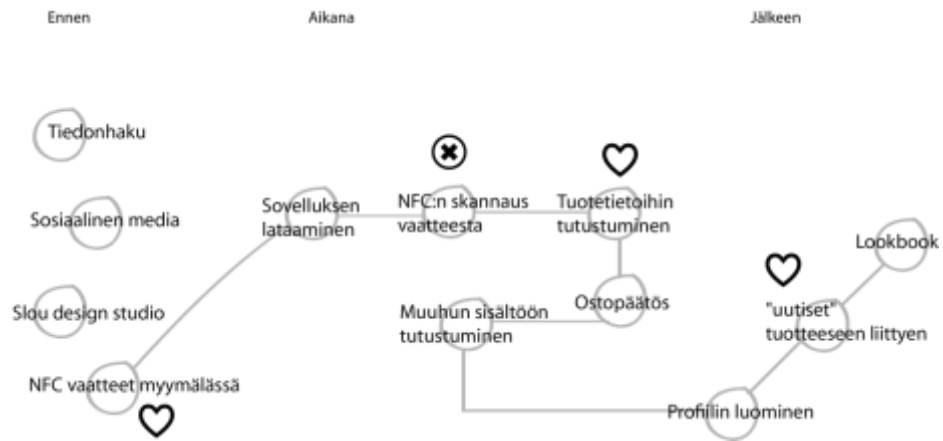 Ennen
Aikana
Jälkeen
Tiedonhaku
Sosiaalinen media
Slou design studio
NFC vaatteet myymälässä
Sovelluksen
lataaminen
NFC:n skannaus
vaatteesta
Tuotetietoihin
tutustuminen
Ostopäätös
Muuhun sisältöön
tutustuminen
Profiilin luominen
"uutiset"
tuotteeseen liittyen
Lookbook